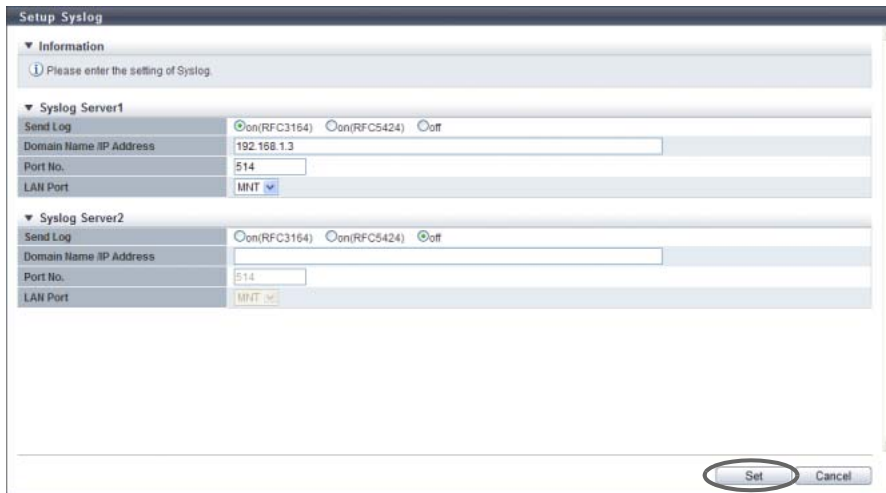 Setup Syslog
▼ Information
Please enter the setting of Syslog.
▼ Syslog Server1
Send Log on(RFC3164) on(RFC5424) off
Domain Name /IP Address 192.168.1.3
Port No. 514
LAN Port MNT
▼ Syslog Server2
Send Log on(RFC3164) on(RFC5424) off
Domain Name /IP Address
Port No. 514
LAN Port MNT
Set Cancel